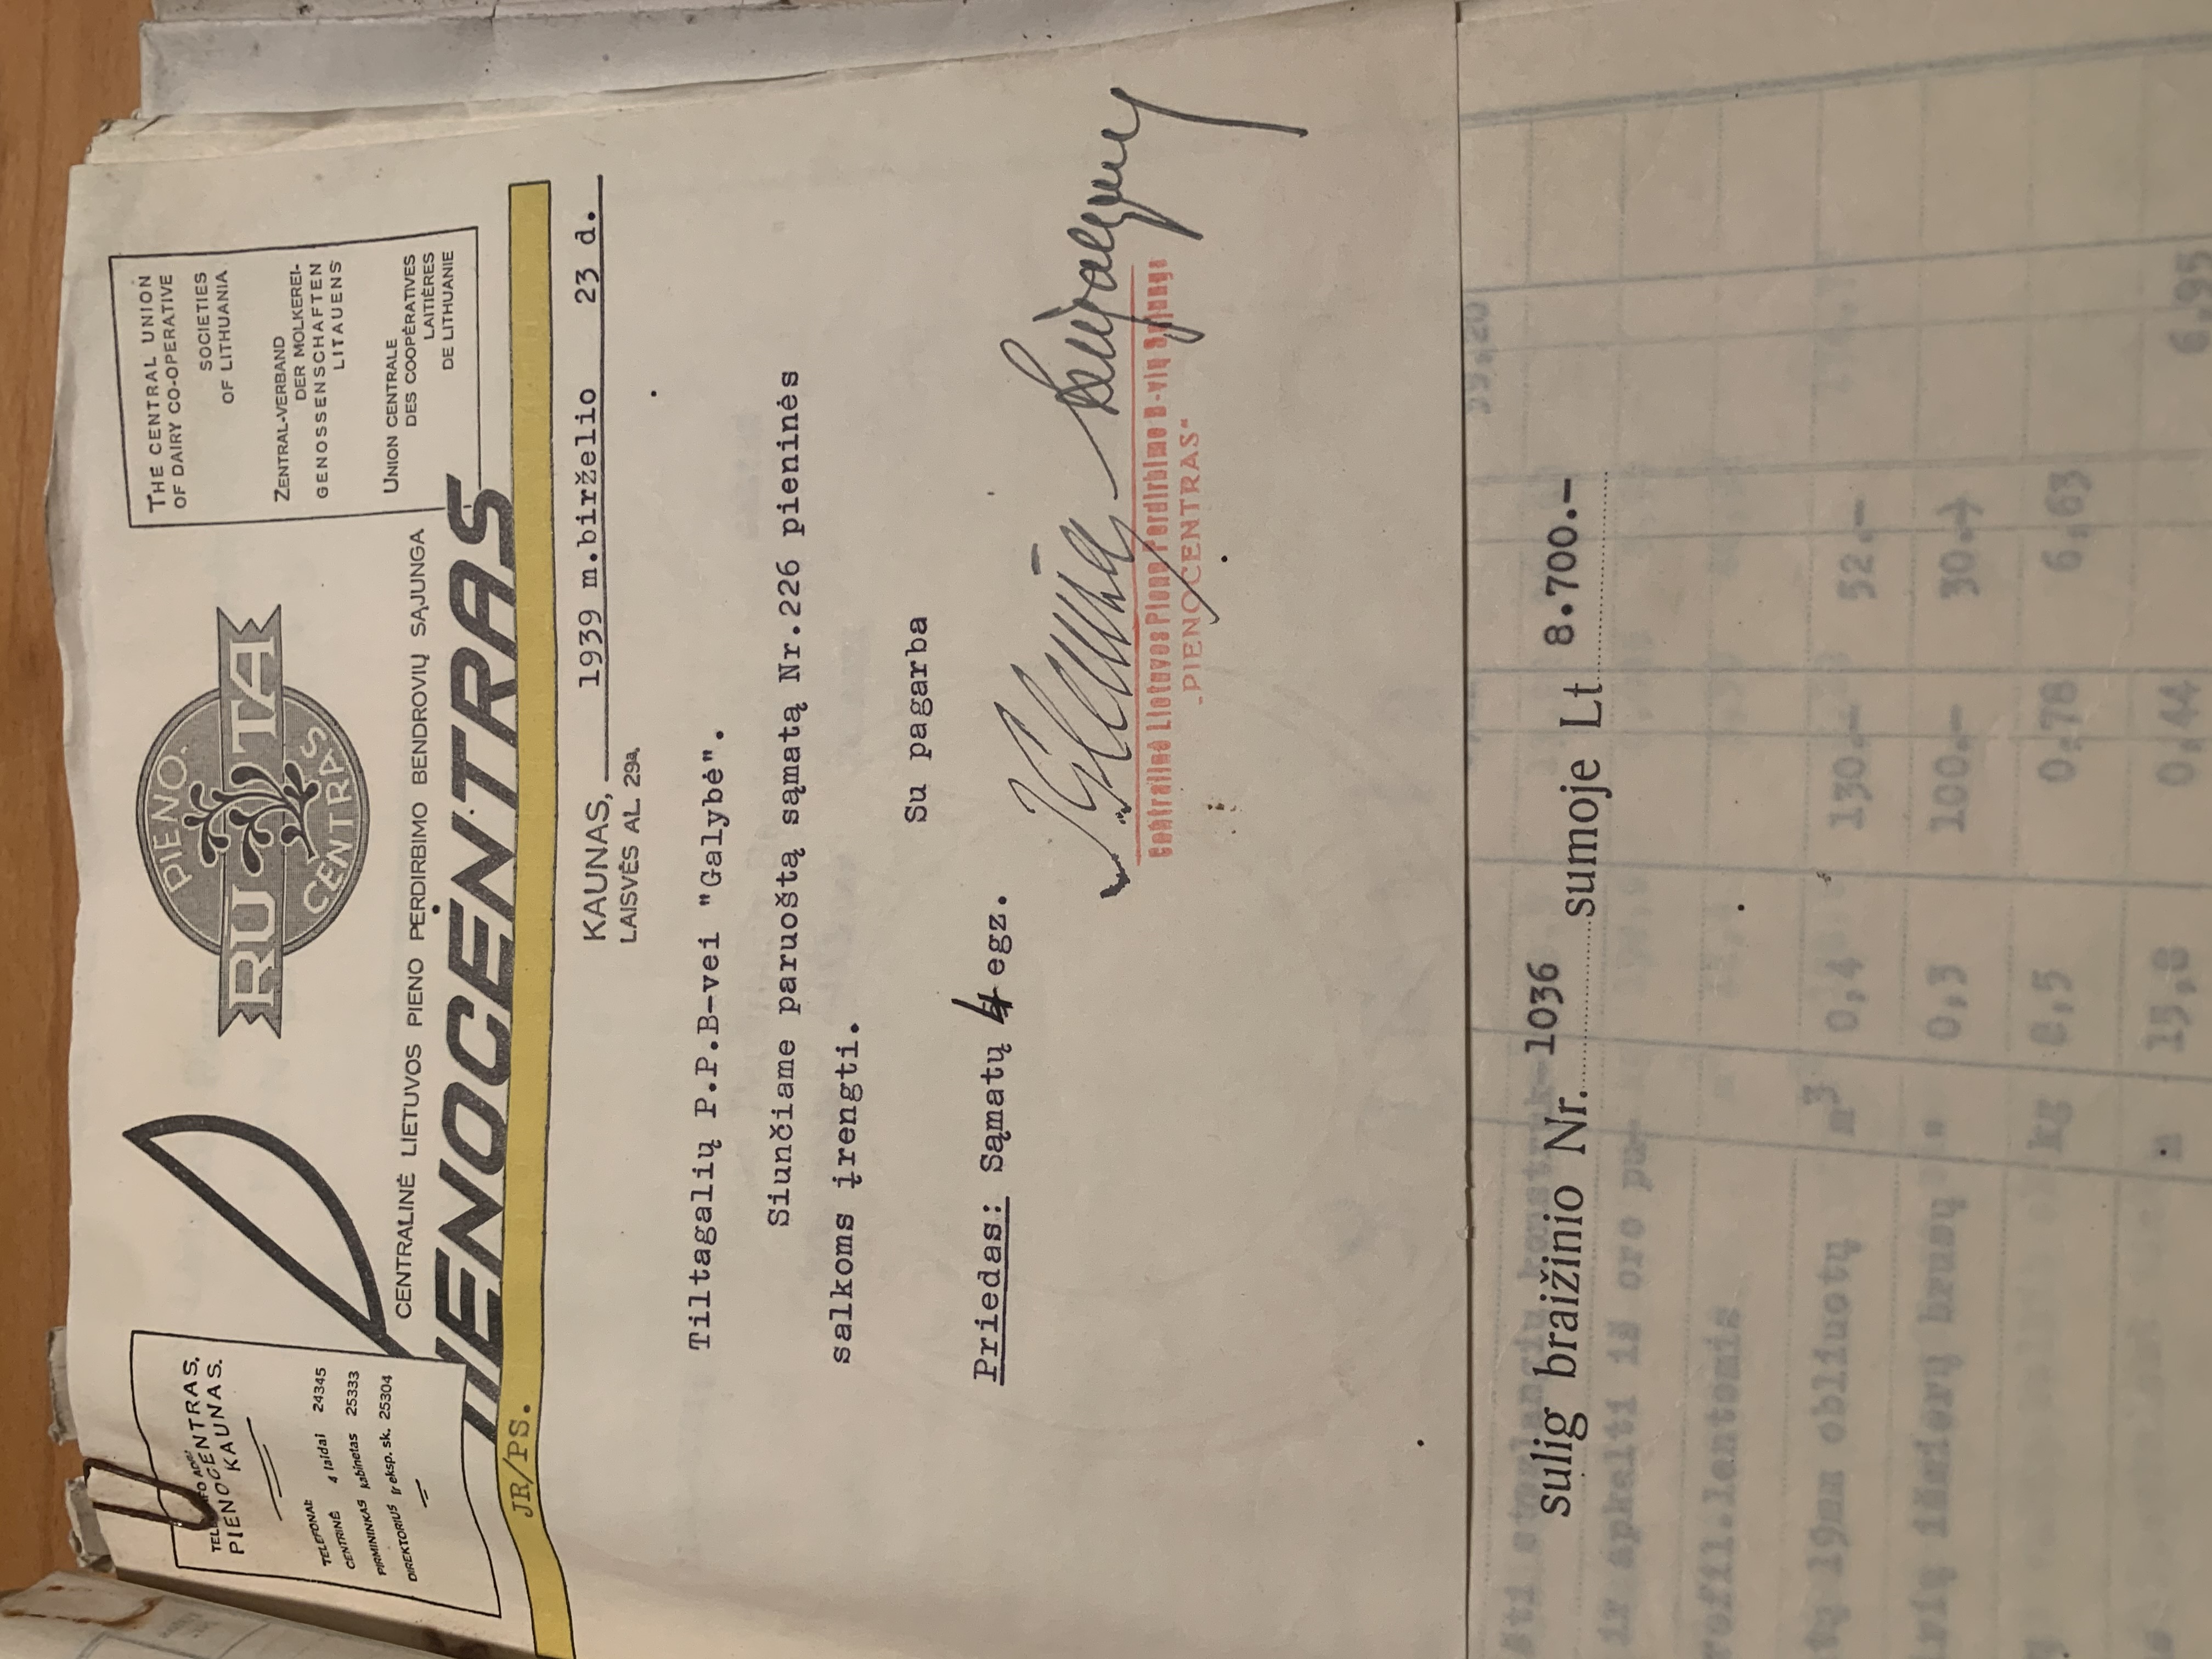 PIENOCENTRAS,
KAUNAS.
TELEFONAI:
CENTRINĖ 4 laidai 24345
PIRMININKAS kabinetas 25333
DIREKTORIUS ir eksp. sk. 25304
PIENO-
RŪTA
CENTRAS
THE CENTRAL UNION
OF DAIRY CO-OPERATIVE
SOCIETIES
OF LITHUANIA
ZENTRAL-VERBAND
DER MOLKEREI-
GENOSSENSCHAFTEN
LITAUENS
UNION CENTRALE
DES COOPÉRATIVES
LAITIÈRES
DE LITHUANIE
CENTRALINĖ LIETUVOS PIENO PERDIRBIMO BENDROVIŲ SĄJUNGA
PIENOCENTRAS
JR/PS.
KAUNAS, 1939 m.birželio 23 d.
LAISVĖS AL. 29a.
Tiltagalių P.P.B-vei "Galybė".
Siunčiame paruoštą sąmatą Nr.226 pieninės
salkoms įrengti.
Su pagarba
Priedas: Sąmatų 4 egz.
Centralinė Lietuvos Pieno Perdirbimo B-vių Sąjunga
„PIENOCENTRAS"
39,20
sulig braižinio Nr. 1036 sumoje Lt 8.700.-
ir apkalti iš oro pu-
19mm obliuotų m³ 0,4 130.- 52.-
išmierų brusų " 0,3 100.- 30.-
kg 8,5 0,78 6,63
m 15,8 0,44 6,95